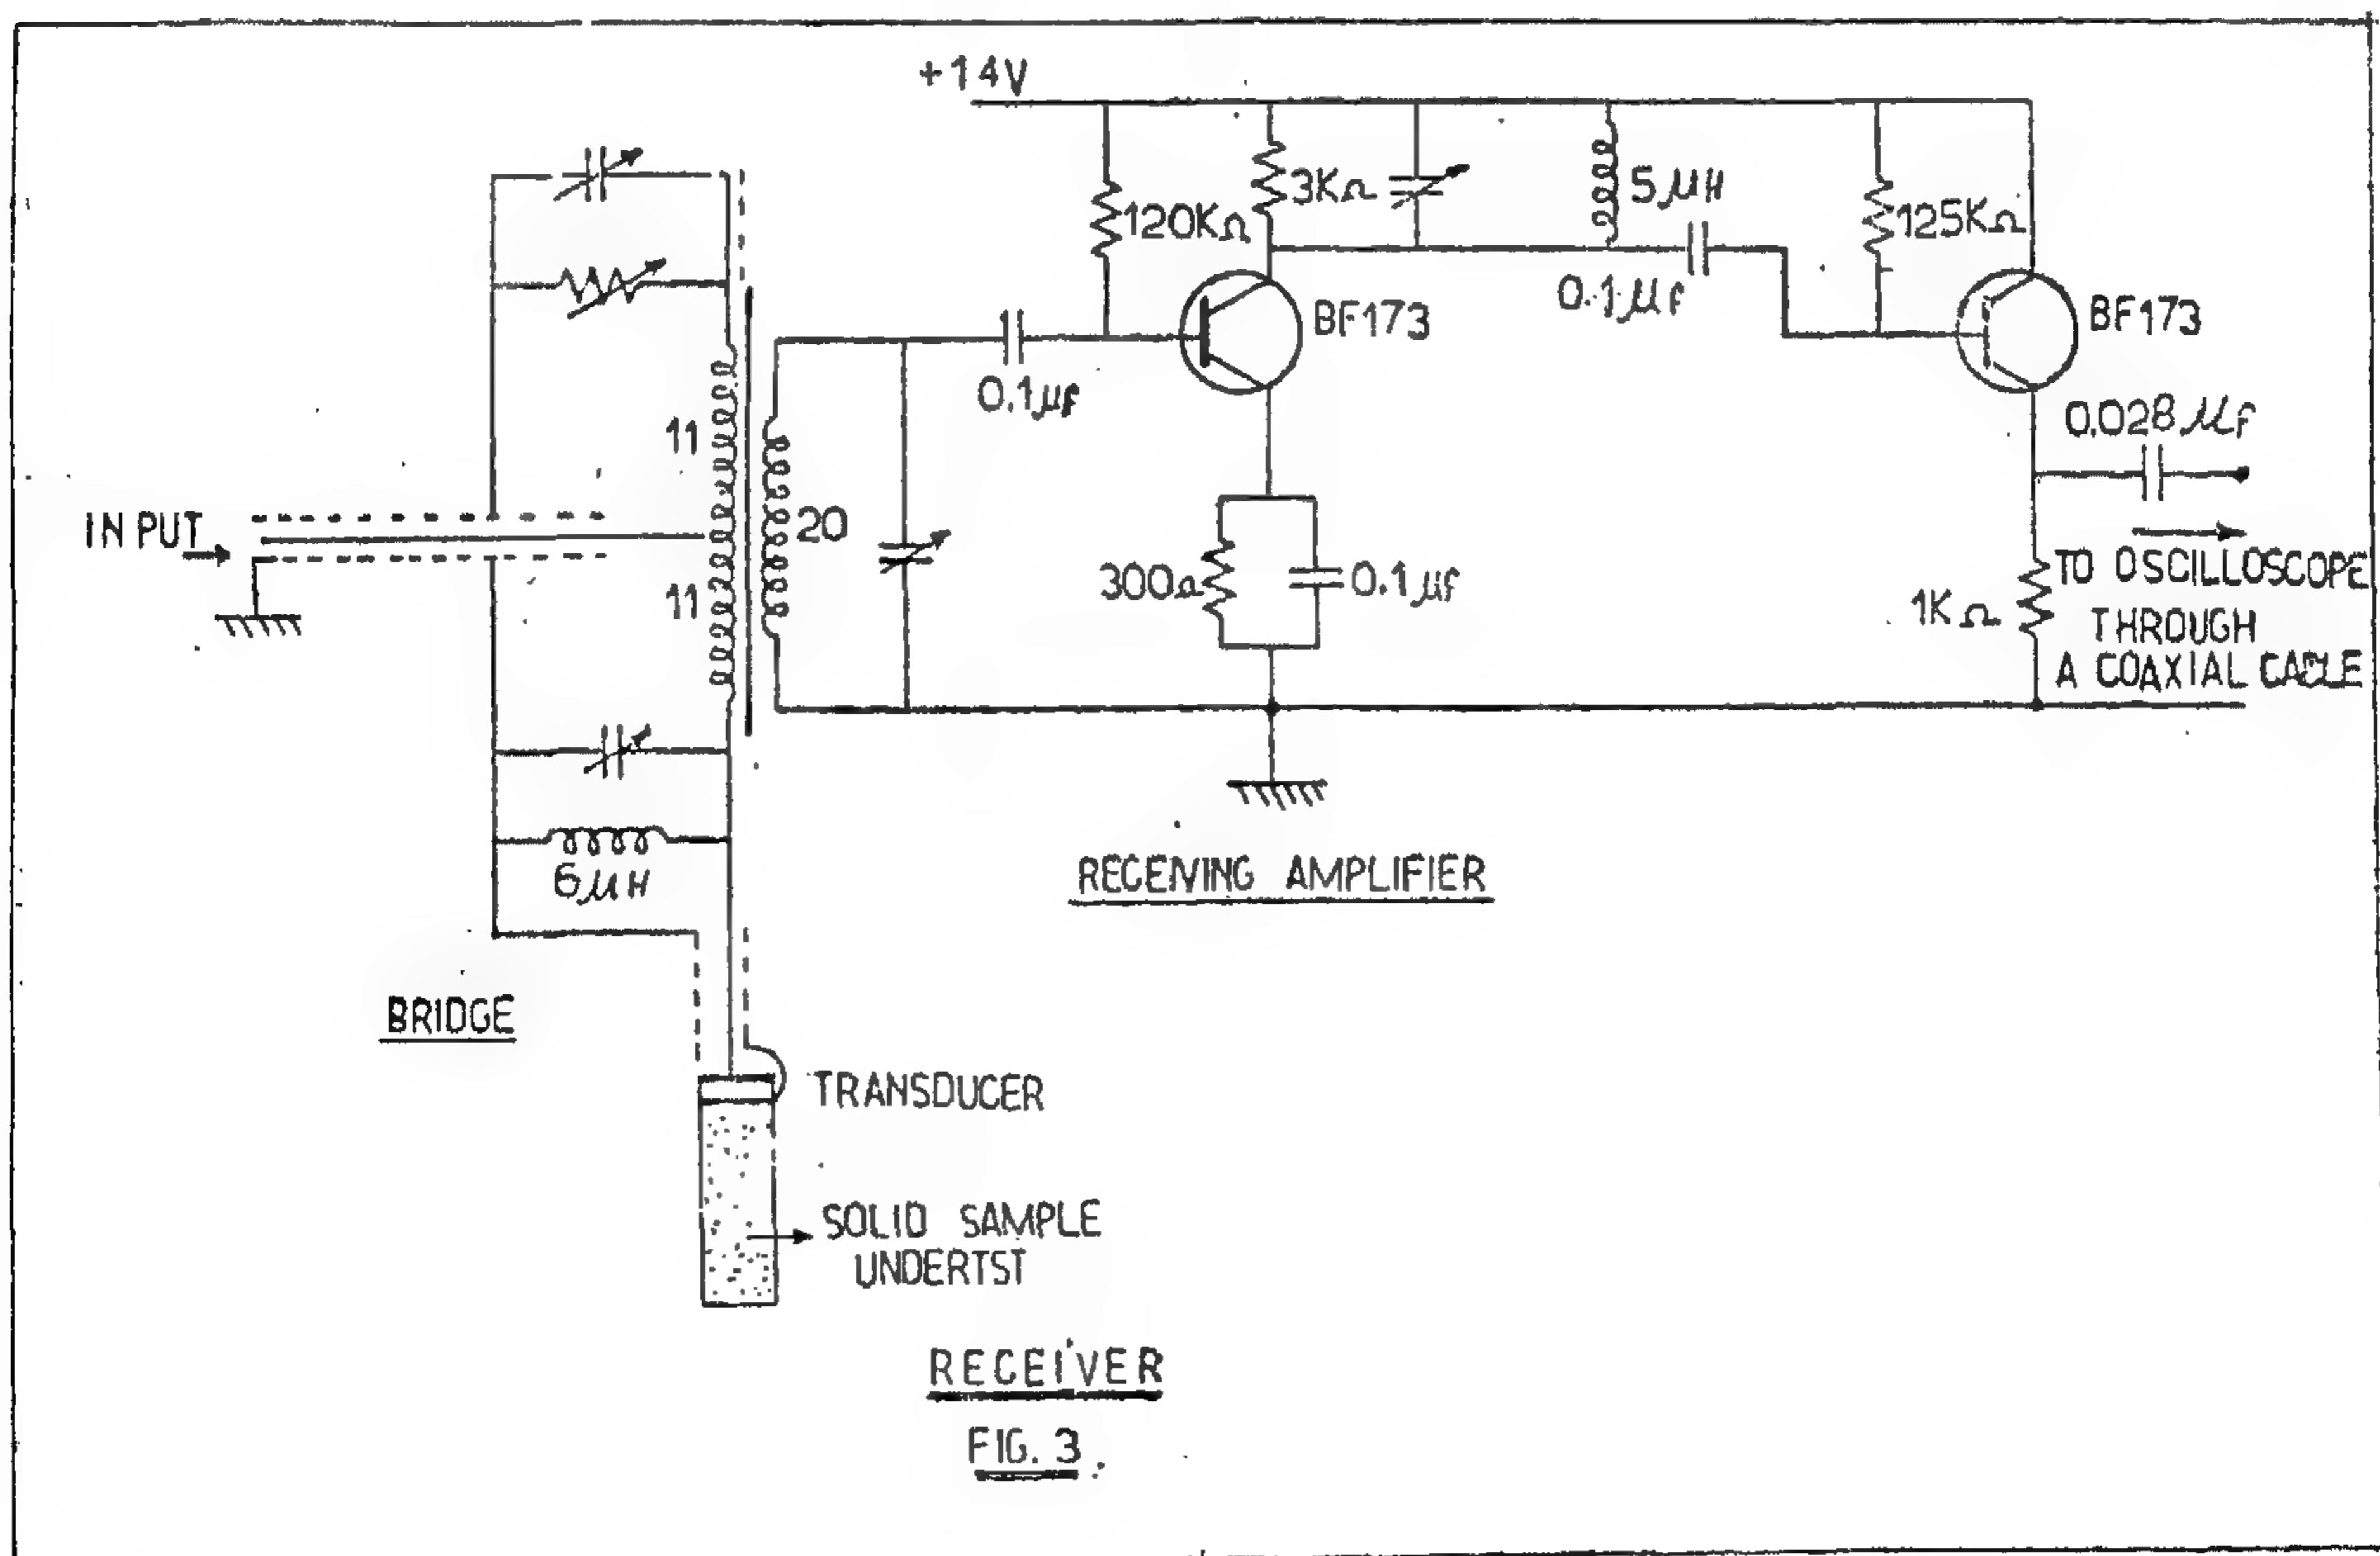 +14V
120KΩ
3KΩ
5μH
125KΩ
0.1μf
BF173
BF173
0.1μf
0.028μf
11
20
IN PUT
11
300Ω
0.1μf
1KΩ
TO OSCILLOSCOPE
THROUGH
A COAXIAL CABLE
6μH
RECEIVING AMPLIFIER
BRIDGE
TRANSDUCER
SOLID SAMPLE
UNDERTST
RECEIVER
FIG. 3